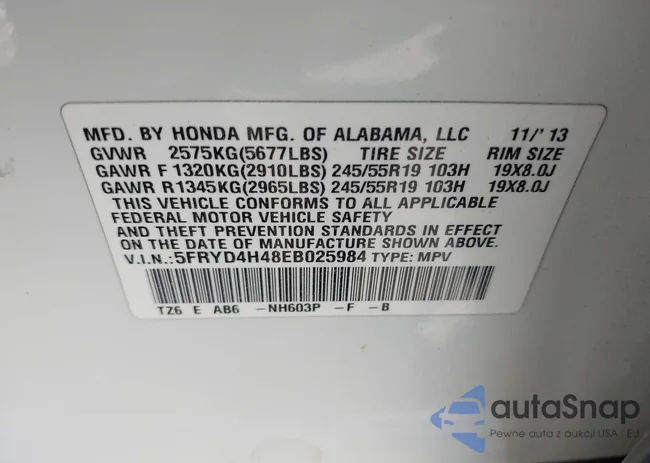 MFD. BY HONDA MFG. OF ALABAMA, LLC 11/'13
GVWR 2575KG(5677LBS) TIRE SIZE RIM SIZE
GAWR F 1320KG(2910LBS) 245/55R19 103H 19X8.0J
GAWR R1345KG(2965LBS) 245/55R19 103H 19X8.0J
THIS VEHICLE CONFORMS TO ALL APPLICABLE
FEDERAL MOTOR VEHICLE SAFETY
AND THEFT PREVENTION STANDARDS IN EFFECT
ON THE DATE OF MANUFACTURE SHOWN ABOVE.
V.I.N.:5FRYD4H48EB025984 TYPE: MPV
TZ6 E AB6 -NH603P -F -B
autoSnap
Pewne auta z aukcji USA i EU